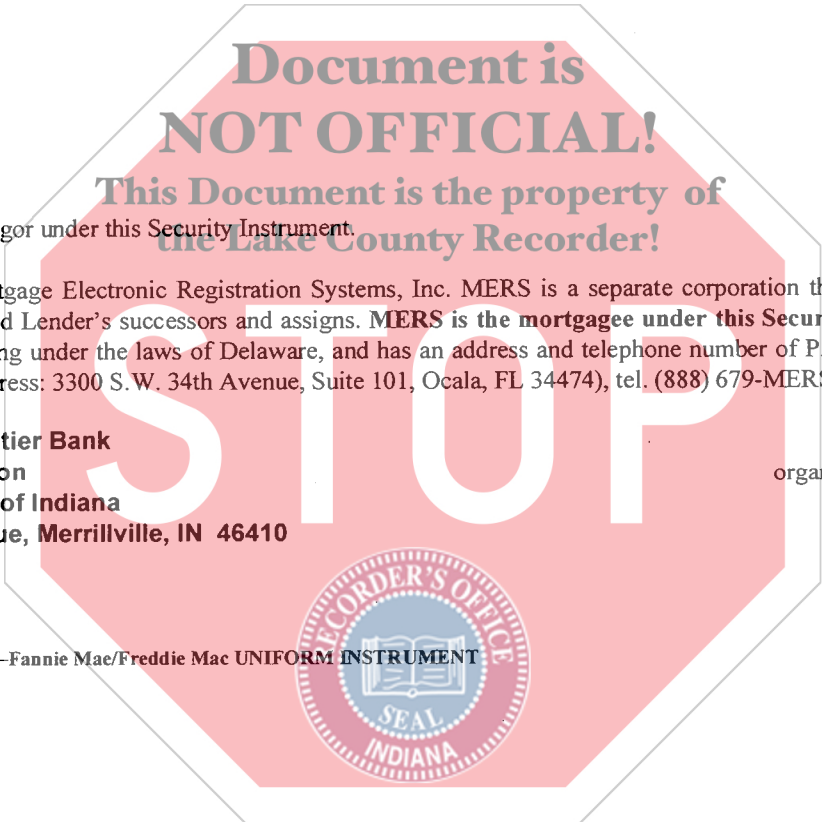 Document is
NOT OFFICIAL!
This Document is the property of
the Lake County Recorder!
gor under this Security Instrument.
tgage Electronic Registration Systems, Inc. MERS is a separate corporation th
d Lender's successors and assigns. MERS is the mortgagee under this Secur
ng under the laws of Delaware, and has an address and telephone number of P.
ress: 3300 S.W. 34th Avenue, Suite 101, Ocala, FL 34474), tel. (888) 679-MERS
STOP
tier Bank
on organ
of Indiana
ue, Merrillville, IN 46410
–Fannie Mae/Freddie Mac UNIFORM INSTRUMENT
RECORDER'S OFFICE
SEAL
INDIANA